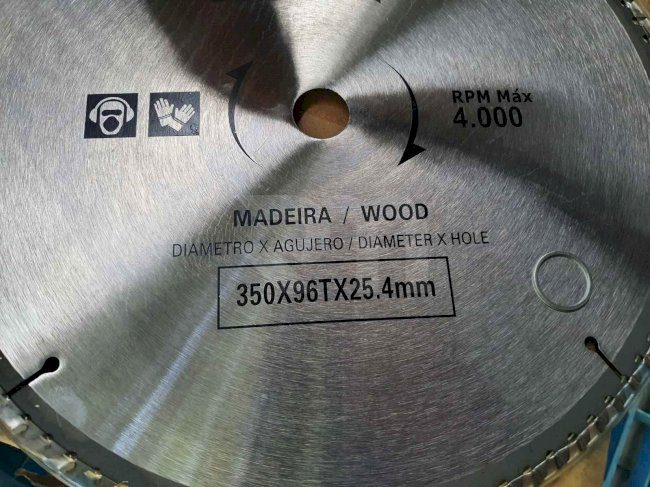 RPM Máx
4.000
MADEIRA / WOOD
DIAMETRO X AGUJERO / DIAMETER X HOLE
350X96TX25.4mm